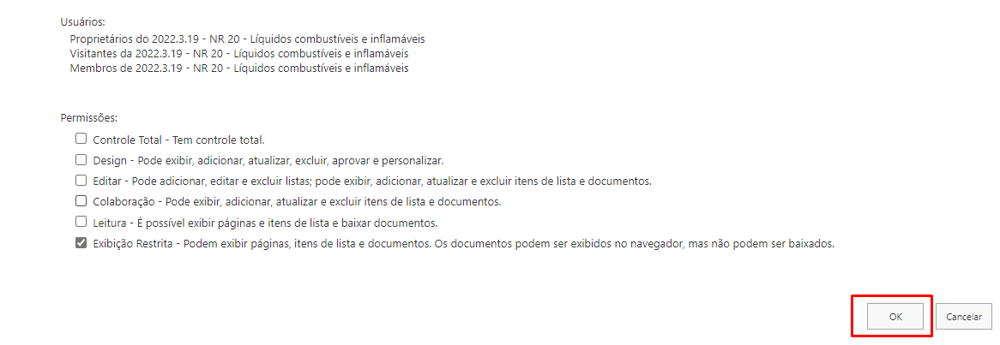 Usuários:
Proprietários do 2022.3.19 - NR 20 - Líquidos combustíveis e inflamáveis
Visitantes da 2022.3.19 - NR 20 - Líquidos combustíveis e inflamáveis
Membros de 2022.3.19 - NR 20 - Líquidos combustíveis e inflamáveis
Permissões:
Controle Total - Tem controle total.
Design - Pode exibir, adicionar, atualizar, excluir, aprovar e personalizar.
Editar - Pode adicionar, editar e excluir listas; pode exibir, adicionar, atualizar e excluir itens de lista e documentos.
Colaboração - Pode exibir, adicionar, atualizar e excluir itens de lista e documentos.
Leitura - É possível exibir páginas e itens de lista e baixar documentos.
Exibição Restrita - Podem exibir páginas, itens de lista e documentos. Os documentos podem ser exibidos no navegador, mas não podem ser baixados.
OK Cancelar